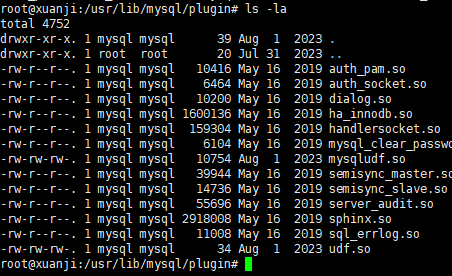 root@xuanji:/usr/lib/mysql/plugin# ls -la
total 4752
drwxr-xr-x. 1 mysql mysql 39 Aug 1 2023 .
drwxr-xr-x. 1 root root 20 Jul 31 2023 ..
-rw-r--r--. 1 mysql mysql 10416 May 16 2019 auth_pam.so
-rw-r--r--. 1 mysql mysql 6464 May 16 2019 auth_socket.so
-rw-r--r--. 1 mysql mysql 10200 May 16 2019 dialog.so
-rw-r--r--. 1 mysql mysql 1600136 May 16 2019 ha_innodb.so
-rw-r--r--. 1 mysql mysql 159304 May 16 2019 handlersocket.so
-rw-r--r--. 1 mysql mysql 6104 May 16 2019 mysql_clear_passwo
-rw-rw-rw-. 1 mysql mysql 10754 Aug 1 2023 mysqludf.so
-rw-r--r--. 1 mysql mysql 39944 May 16 2019 semisync_master.so
-rw-r--r--. 1 mysql mysql 14736 May 16 2019 semisync_slave.so
-rw-r--r--. 1 mysql mysql 55696 May 16 2019 server_audit.so
-rw-r--r--. 1 mysql mysql 2918008 May 16 2019 sphinx.so
-rw-r--r--. 1 mysql mysql 11008 May 16 2019 sql_errlog.so
-rw-rw-rw-. 1 mysql mysql 34 Aug 1 2023 udf.so
root@xuanji:/usr/lib/mysql/plugin#